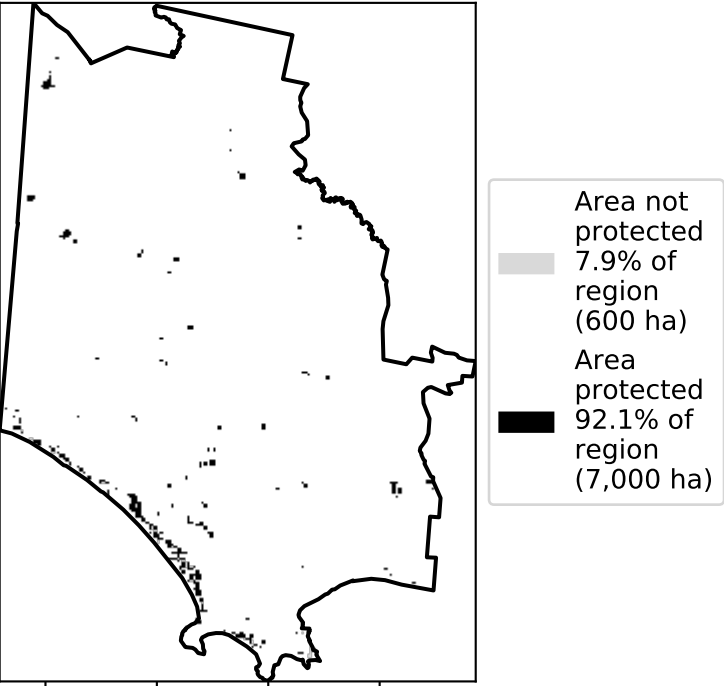 Area not
protected
7.9% of
region
(600 ha)
Area
protected
92.1% of
region
(7,000 ha)